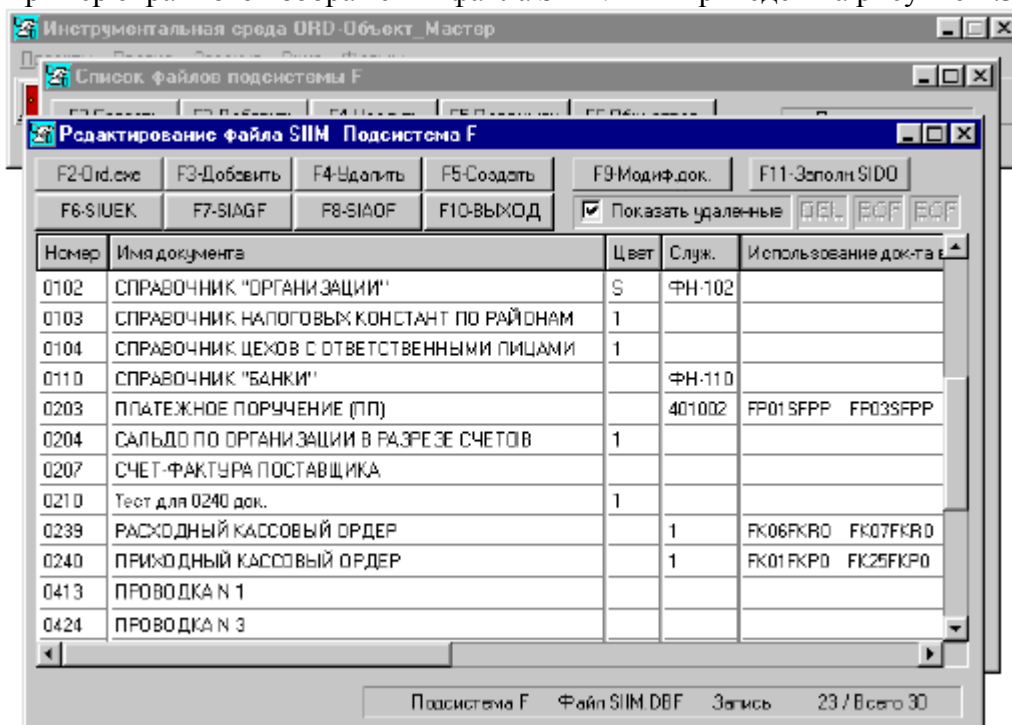 Инструментальная среда ORD-Объект_Мастер
Список файлов подсистемы F
Редактирование файла SIIM Подсистема F
F2-Ord.exe F3-Добавить F4-Удалить F5-Создать F9-Модиф.док. F11-Заполн.SIDO
F6-SIUEK F7-SIAGF F8-SIAOF F10-ВЫХОД Показать удаленные DEL BOF EOF
Номер Имя документа Цвет Служ. Использование док-та в
0102 СПРАВОЧНИК "ОРГАНИЗАЦИИ" S ФН-102
0103 СПРАВОЧНИК НАЛОГОВЫХ КОНСТАНТ ПО РАЙОНАМ 1
0104 СПРАВОЧНИК ЦЕХОВ С ОТВЕТСТВЕННЫМИ ЛИЦАМИ 1
0110 СПРАВОЧНИК "БАНКИ" ФН-110
0203 ПЛАТЕЖНОЕ ПОРУЧЕНИЕ (ПП) 401002 FP01SFPP FP03SFPP
0204 САЛЬДО ПО ОРГАНИЗАЦИИ В РАЗРЕЗЕ СЧЕТОВ 1
0207 СЧЕТ-ФАКТУРА ПОСТАВЩИКА
0210 Тест для 0240 док. 1
0239 РАСХОДНЫЙ КАССОВЫЙ ОРДЕР 1 FK06FKR0 FK07FKR0
0240 ПРИХОДНЫЙ КАССОВЫЙ ОРДЕР 1 FK01FKP0 FK25FKP0
0413 ПРОВОДКА N 1
0424 ПРОВОДКА N 3
Подсистема F Файл SIIM.DBF Запись 23 / Всего 30